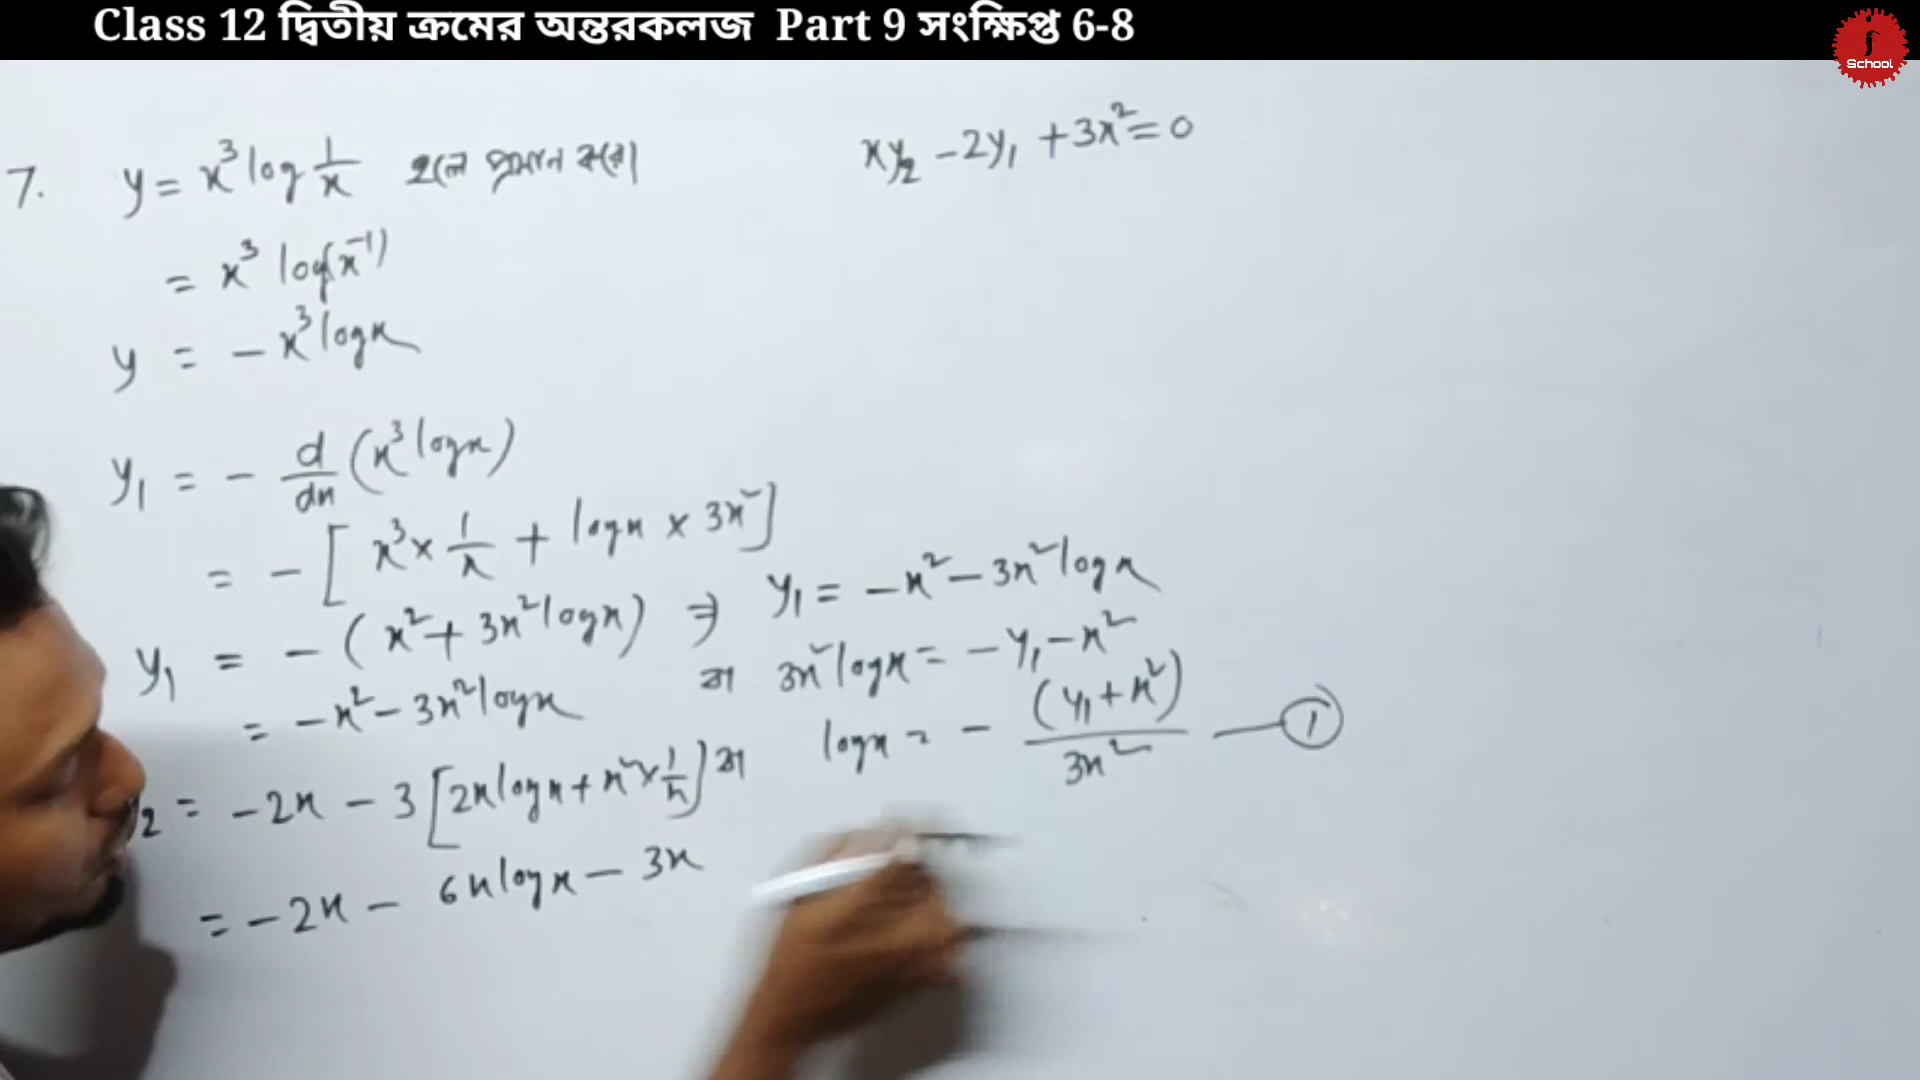 Class 12 দ্বিতীয় ক্রমের অন্তরকলজ Part 9 সংক্ষিপ্ত 6-8
School
7. y = x³ log 1/x হলে প্রমাণ করো xy₂ - 2y₁ + 3x² = 0
= x³ log(x⁻¹)
y = - x³ log x
y₁ = - d/dx (x³ log x)
= - [x³ × 1/x + log x × 3x²]
y₁ = - (x² + 3x² log x) ⇒ y₁ = -x² - 3x² log x
= -x² - 3x² log x বা 3x² log x = -y₁ - x²
বা log x = - (y₁ + x²)/3x² — ①
y₂ = -2x - 3 [2x log x + x² × 1/x]
= -2x - 6x log x - 3x